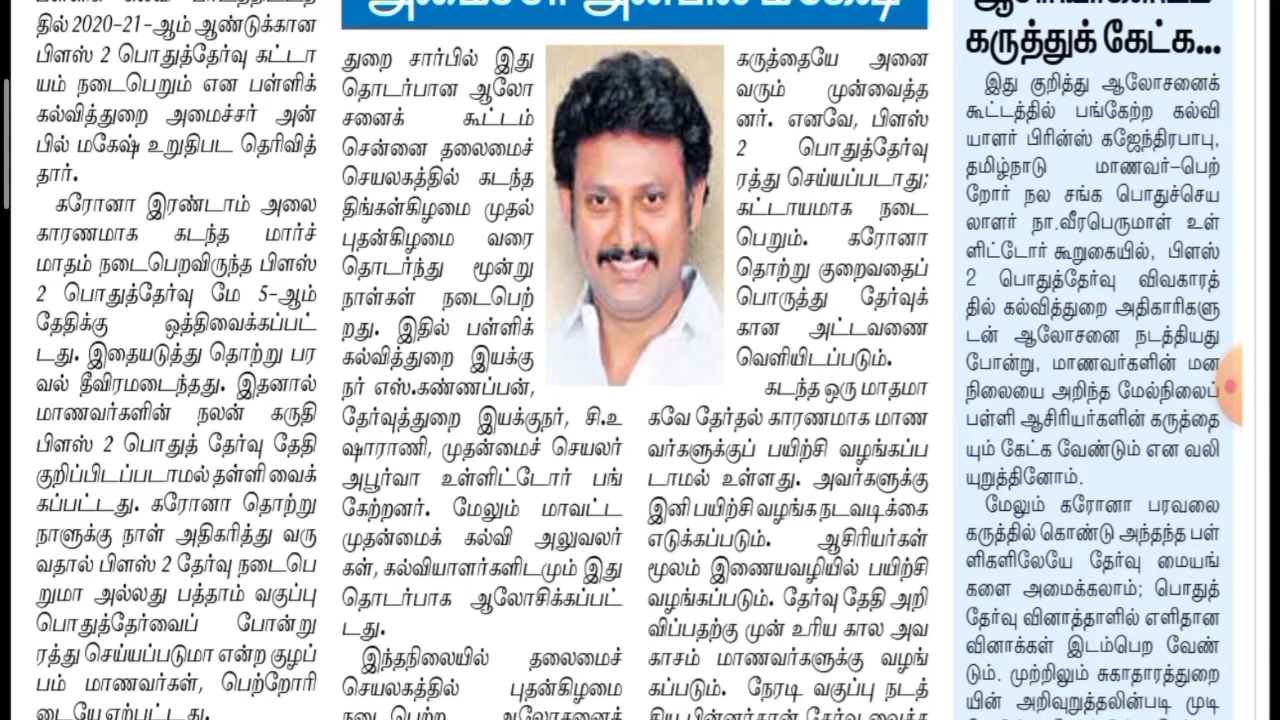 தில் 2020-21-ஆம் ஆண்டுக்கான
பிளஸ் 2 பொதுத்தேர்வு கட்டா
யம் நடைபெறும் என பள்ளிக்
கல்வித்துறை அமைச்சர் அன்
பில் மகேஷ் உறுதிபட தெரிவித்
தார்.
கரோனா இரண்டாம் அலை
காரணமாக கடந்த மார்ச்
மாதம் நடைபெறவிருந்த பிளஸ்
2 பொதுத்தேர்வு மே 5-ஆம்
தேதிக்கு ஒத்திவைக்கப்பட்
டது. இதையடுத்து தொற்று பர
வல் தீவிரமடைந்தது. இதனால்
மாணவர்களின் நலன் கருதி
பிளஸ் 2 பொதுத் தேர்வு தேதி
குறிப்பிடப்படாமல் தள்ளி வைக்
கப்பட்டது. கரோனா தொற்று
நாளுக்கு நாள் அதிகரித்து வரு
வதால் பிளஸ் 2 தேர்வு நடைபெ
றுமா அல்லது பத்தாம் வகுப்பு
பொதுத்தேர்வைப் போன்று
ரத்து செய்யப்படுமா என்ற குழப்
பம் மாணவர்கள், பெற்றோரி
டையே ஏற்பட்டது.
அமைச்சர் அன்பில் மகேஷ்
துறை சார்பில் இது
தொடர்பான ஆலோ
சனைக் கூட்டம்
சென்னை தலைமைச்
செயலகத்தில் கடந்த
திங்கள்கிழமை முதல்
புதன்கிழமை வரை
தொடர்ந்து மூன்று
நாள்கள் நடைபெற்
றது. இதில் பள்ளிக்
கல்வித்துறை இயக்கு
நர் எஸ்.கண்ணப்பன்,
தேர்வுத்துறை இயக்குநர், சி.உ
ஷாராணி, முதன்மைச் செயலர்
அபூர்வா உள்ளிட்டோர் பங்
கேற்றனர். மேலும் மாவட்ட
முதன்மைக் கல்வி அலுவலர்
கள், கல்வியாளர்களிடமும் இது
தொடர்பாக ஆலோசிக்கப்பட்
டது.
இந்தநிலையில் தலைமைச்
செயலகத்தில் புதன்கிழமை
நடைபெற்ற ஆலோசனைக்
கருத்தையே அனை
வரும் முன்வைத்த
னர். எனவே, பிளஸ்
2 பொதுத்தேர்வு
ரத்து செய்யப்படாது;
கட்டாயமாக நடை
பெறும். கரோனா
தொற்று குறைவதைப்
பொருத்து தேர்வுக்
கான அட்டவணை
வெளியிடப்படும்.
கடந்த ஒரு மாதமா
கவே தேர்தல் காரணமாக மாண
வர்களுக்குப் பயிற்சி வழங்கப்ப
டாமல் உள்ளது. அவர்களுக்கு
இனி பயிற்சி வழங்க நடவடிக்கை
எடுக்கப்படும். ஆசிரியர்கள்
மூலம் இணையவழியில் பயிற்சி
வழங்கப்படும். தேர்வு தேதி அறி
விப்பதற்கு முன் உரிய கால அவ
காசம் மாணவர்களுக்கு வழங்
கப்படும். நேரடி வகுப்பு நடத்
திய பின்னர்தான் தேர்வு வைக்க
கருத்துக் கேட்க...
இது குறித்து ஆலோசனைக்
கூட்டத்தில் பங்கேற்ற கல்வி
யாளர் பிரின்ஸ் கஜேந்திரபாபு,
தமிழ்நாடு மாணவர்-பெற்
றோர் நல சங்க பொதுச்செய
லாளர் நா.வீரபெருமாள் உள்
ளிட்டோர் கூறுகையில், பிளஸ்
2 பொதுத்தேர்வு விவகாரத்
தில் கல்வித்துறை அதிகாரிகளு
டன் ஆலோசனை நடத்தியது
போன்று, மாணவர்களின் மன
நிலையை அறிந்த மேல்நிலைப்
பள்ளி ஆசிரியர்களின் கருத்தை
யும் கேட்க வேண்டும் என வலி
யுறுத்தினோம்.
மேலும் கரோனா பரவலை
கருத்தில் கொண்டு அந்தந்த பள்
ளிகளிலேயே தேர்வு மையங்
களை அமைக்கலாம்; பொதுத்
தேர்வு வினாத்தாளில் எளிதான
வினாக்கள் இடம்பெற வேண்
டும். முற்றிலும் சுகாதாரத்துறை
யின் அறிவுறுத்தலின்படி முடி